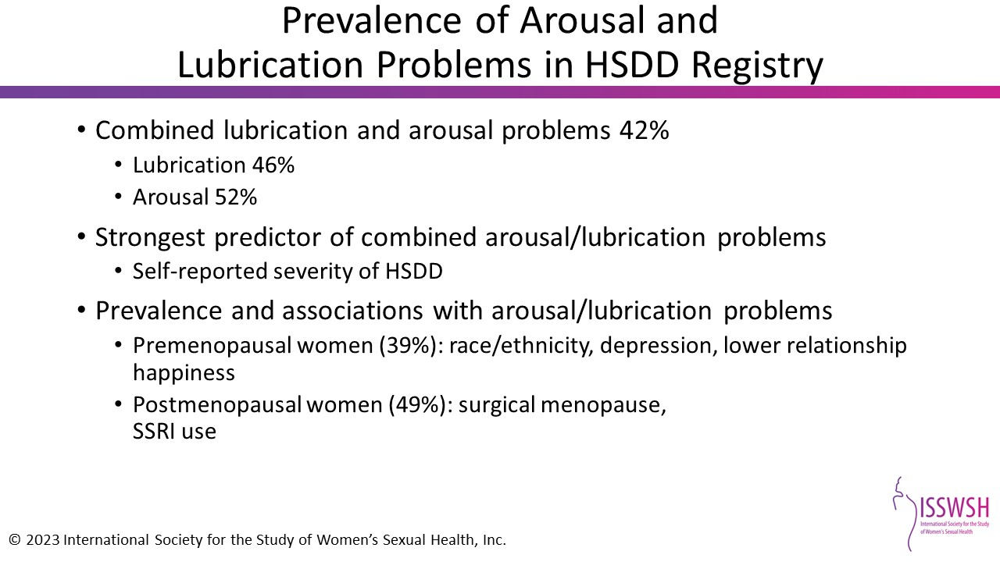 Prevalence of Arousal and
Lubrication Problems in HSDD Registry
• Combined lubrication and arousal problems 42%
• Lubrication 46%
• Arousal 52%
• Strongest predictor of combined arousal/lubrication problems
• Self-reported severity of HSDD
• Prevalence and associations with arousal/lubrication problems
• Premenopausal women (39%): race/ethnicity, depression, lower relationship
happiness
• Postmenopausal women (49%): surgical menopause,
SSRI use
ISSWSH
International Society for the Study
of Women's Sexual Health
© 2023 International Society for the Study of Women’s Sexual Health, Inc.